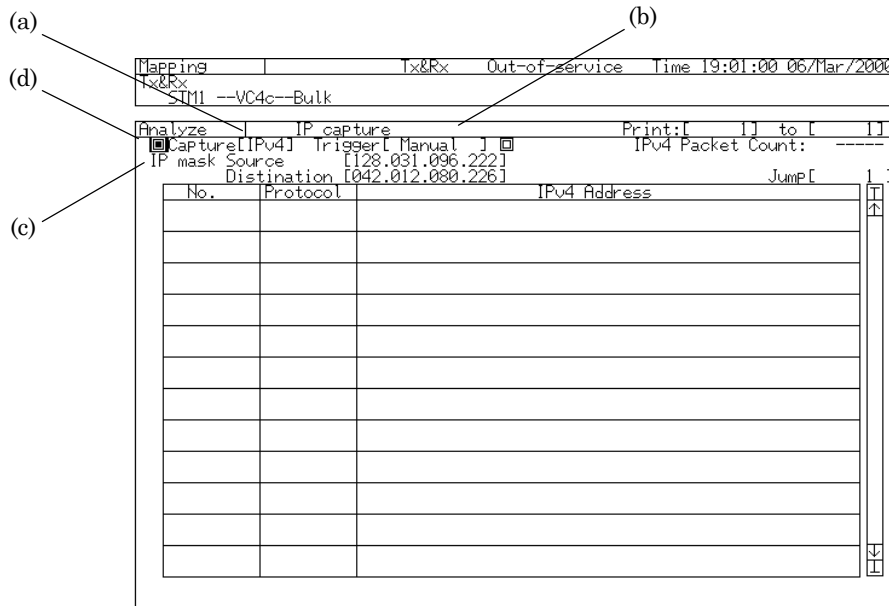 (a)
(b)
(d)
(c)
Mapping Tx&Rx Out-of-service Time 19:01:00 06/Mar/2000
Tx&Rx
STM1 --VC4c--Bulk
Analyze IP capture Print:[ 1] to [ 1]
Capture[IPv4] Trigger[ Manual ] IPv4 Packet Count: -----
IP mask Source [128.031.096.222]
Distination [042.012.080.226] Jump[ 1 ]
No. Protocol IPv4 Address